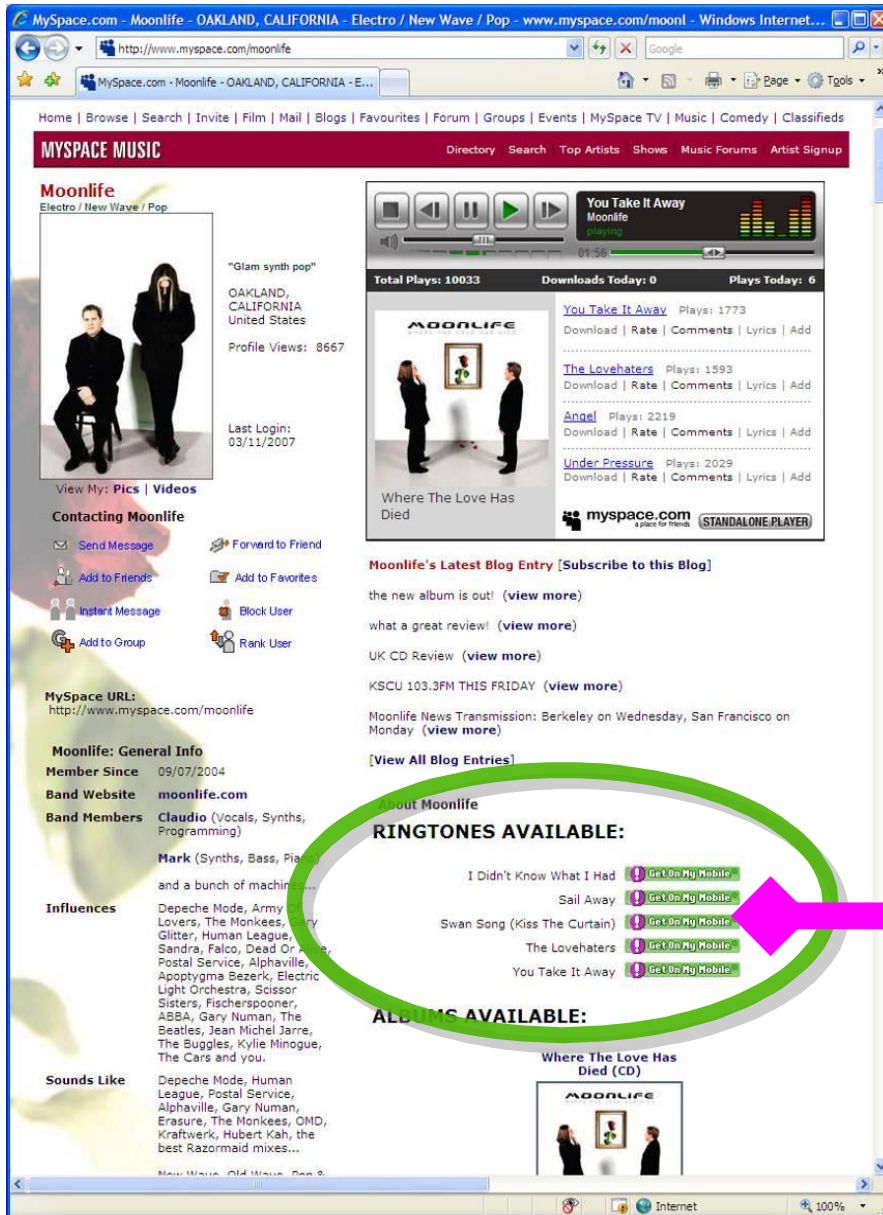 MySpace.com - Moonlife - OAKLAND, CALIFORNIA - Electro / New Wave / Pop - www.myspace.com/moonl - Windows Internet...
http://www.myspace.com/moonlife
Google
MySpace.com - Moonlife - OAKLAND, CALIFORNIA - E...
Page
Tools
Home | Browse | Search | Invite | Film | Mail | Blogs | Favourites | Forum | Groups | Events | MySpace TV | Music | Comedy | Classifieds
MYSPACE MUSIC
Directory Search Top Artists Shows Music Forums Artist Signup
Moonlife
Electro / New Wave / Pop
"Glam synth pop"
OAKLAND,
CALIFORNIA
United States
Profile Views: 8667
Last Login:
03/11/2007
View My: Pics | Videos
Contacting Moonlife
Send Message
Forward to Friend
Add to Friends
Add to Favorites
Instant Message
Block User
Add to Group
Rank User
MySpace URL:
http://www.myspace.com/moonlife
Moonlife: General Info
Member Since 09/07/2004
Band Website moonlife.com
Band Members Claudio (Vocals, Synths,
Programming)
Mark (Synths, Bass, Piano)
and a bunch of machines...
Influences Depeche Mode, Army Of
Lovers, The Monkees, Gary
Glitter, Human League,
Sandra, Falco, Dead Or Alive,
Postal Service, Alphaville,
Apoptygma Bezerk, Electric
Light Orchestra, Scissor
Sisters, Fischerspooner,
ABBA, Gary Numan, The
Beatles, Jean Michel Jarre,
The Buggles, Kylie Minogue,
The Cars and you.
Sounds Like Depeche Mode, Human
League, Postal Service,
Alphaville, Gary Numan,
Erasure, The Monkees, OMD,
Kraftwerk, Hubert Kah, the
best Razormaid mixes...
New Wave, Old Wave, Pop &
You Take It Away
Moonlife
playing
01:55
Total Plays: 10033 Downloads Today: 0 Plays Today: 6
MOONLIFE
Where The Love Has
Died
You Take It Away Plays: 1773
Download | Rate | Comments | Lyrics | Add
The Lovehaters Plays: 1593
Download | Rate | Comments | Lyrics | Add
Angel Plays: 2219
Download | Rate | Comments | Lyrics | Add
Under Pressure Plays: 2029
Download | Rate | Comments | Lyrics | Add
myspace.com
a place for friends
STANDALONE PLAYER
Moonlife's Latest Blog Entry [Subscribe to this Blog]
the new album is out! (view more)
what a great review! (view more)
UK CD Review (view more)
KSCU 103.3FM THIS FRIDAY (view more)
Moonlife News Transmission: Berkeley on Wednesday, San Francisco on
Monday (view more)
[View All Blog Entries]
About Moonlife
RINGTONES AVAILABLE:
I Didn't Know What I Had Get On My Mobile
Sail Away Get On My Mobile
Swan Song (Kiss The Curtain) Get On My Mobile
The Lovehaters Get On My Mobile
You Take It Away Get On My Mobile
ALBUMS AVAILABLE:
Where The Love Has
Died (CD)
MOONLIFE
Internet
100%